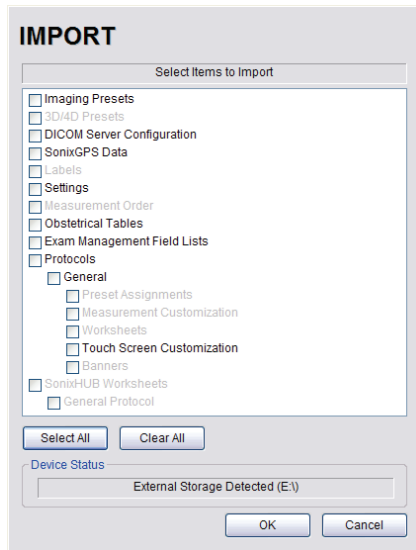 IMPORT
Select Items to Import
Imaging Presets
3D/4D Presets
DICOM Server Configuration
SonixGPS Data
Labels
Settings
Measurement Order
Obstetrical Tables
Exam Management Field Lists
Protocols
General
Preset Assignments
Measurement Customization
Worksheets
Touch Screen Customization
Banners
SonixHUB Worksheets
General Protocol
Select All Clear All
Device Status
External Storage Detected (E:\)
OK Cancel